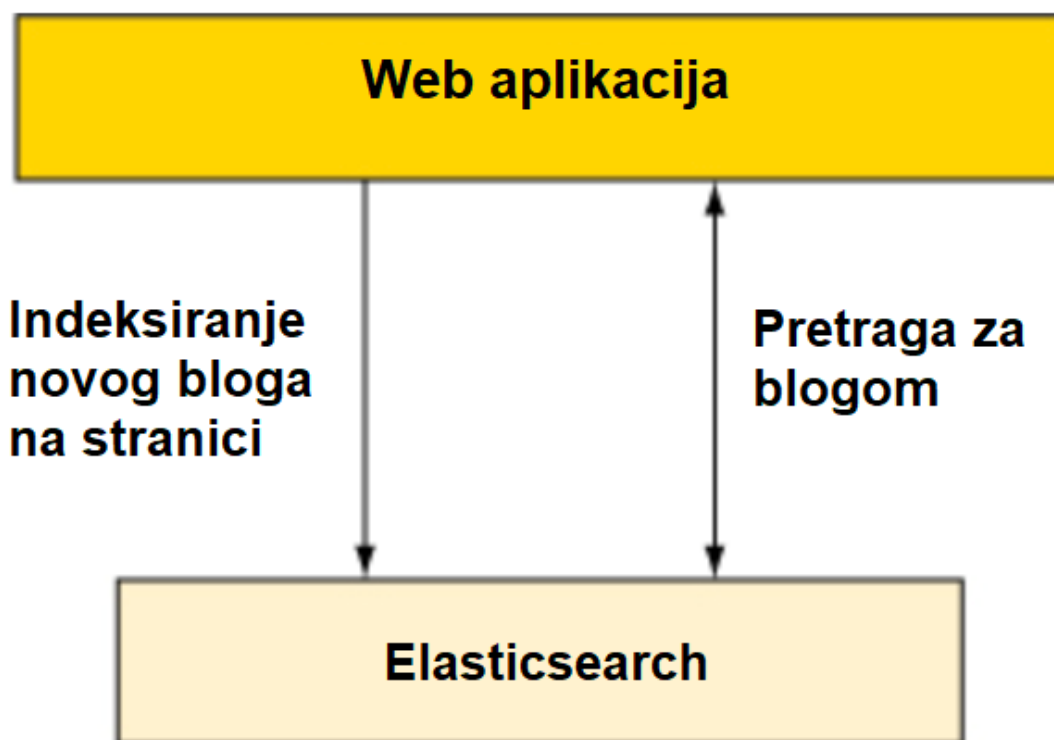 Web aplikacija
Indeksiranje
novog bloga
na stranici
Pretraga za
blogom
Elasticsearch